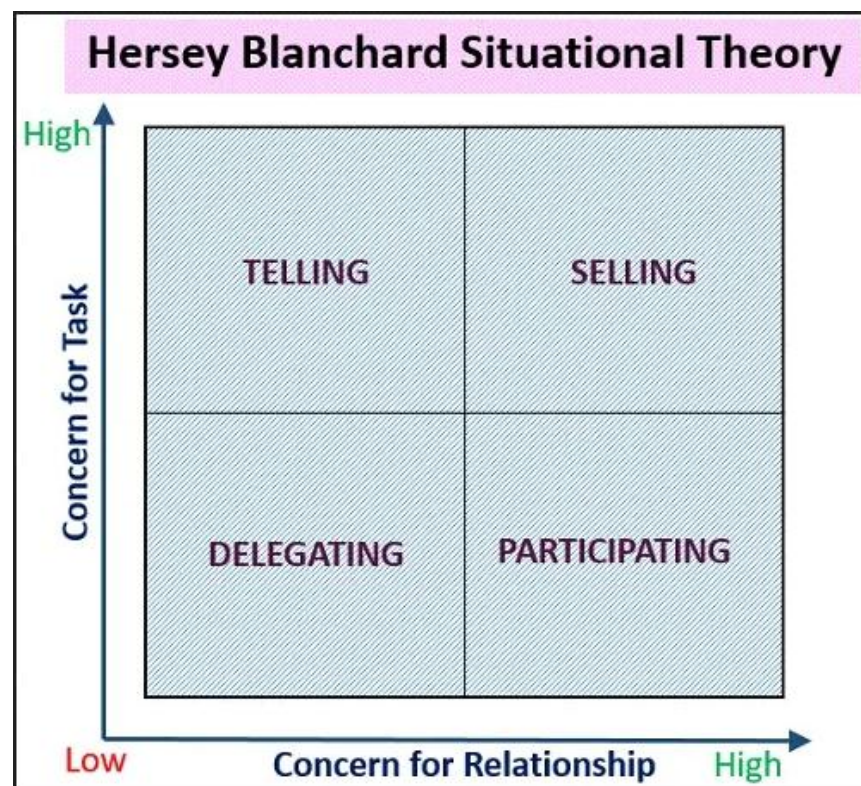 Hersey Blanchard Situational Theory
High
TELLING
SELLING
Concern for Task
DELEGATING
PARTICIPATING
Low
Concern for Relationship
High